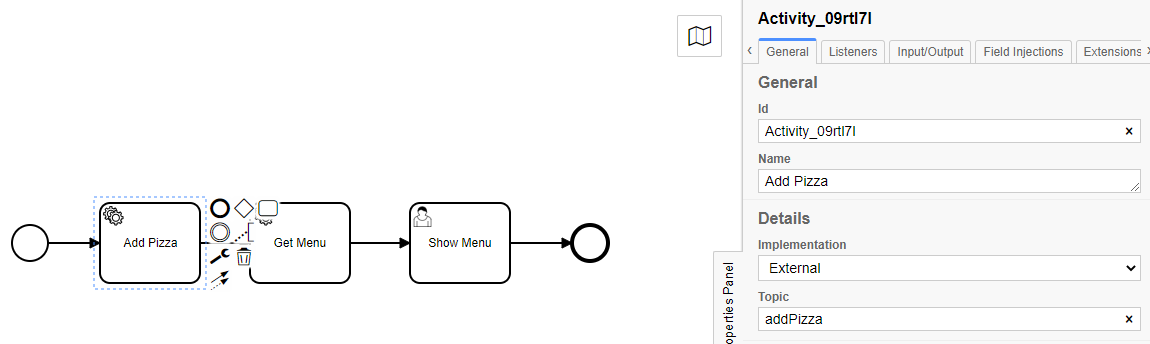 Activity_09rtl7l
General
Listeners
Input/Output
Field Injections
Extensions
General
Id
Activity_09rtl7l
Name
Add Pizza
Details
Implementation
External
Topic
addPizza
Add Pizza
Get Menu
Show Menu
operties Panel